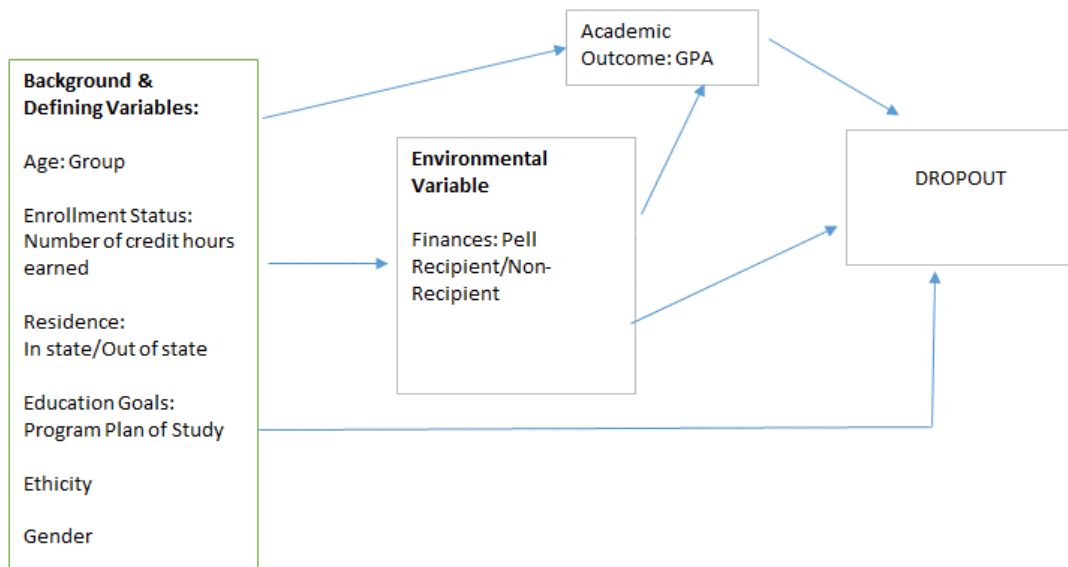 Background &
Defining Variables:
Age: Group
Enrollment Status:
Number of credit hours
earned
Residence:
In state/Out of state
Education Goals:
Program Plan of Study
Ethicity
Gender
Environmental
Variable
Finances: Pell
Recipient/Non-
Recipient
Academic
Outcome: GPA
DROPOUT